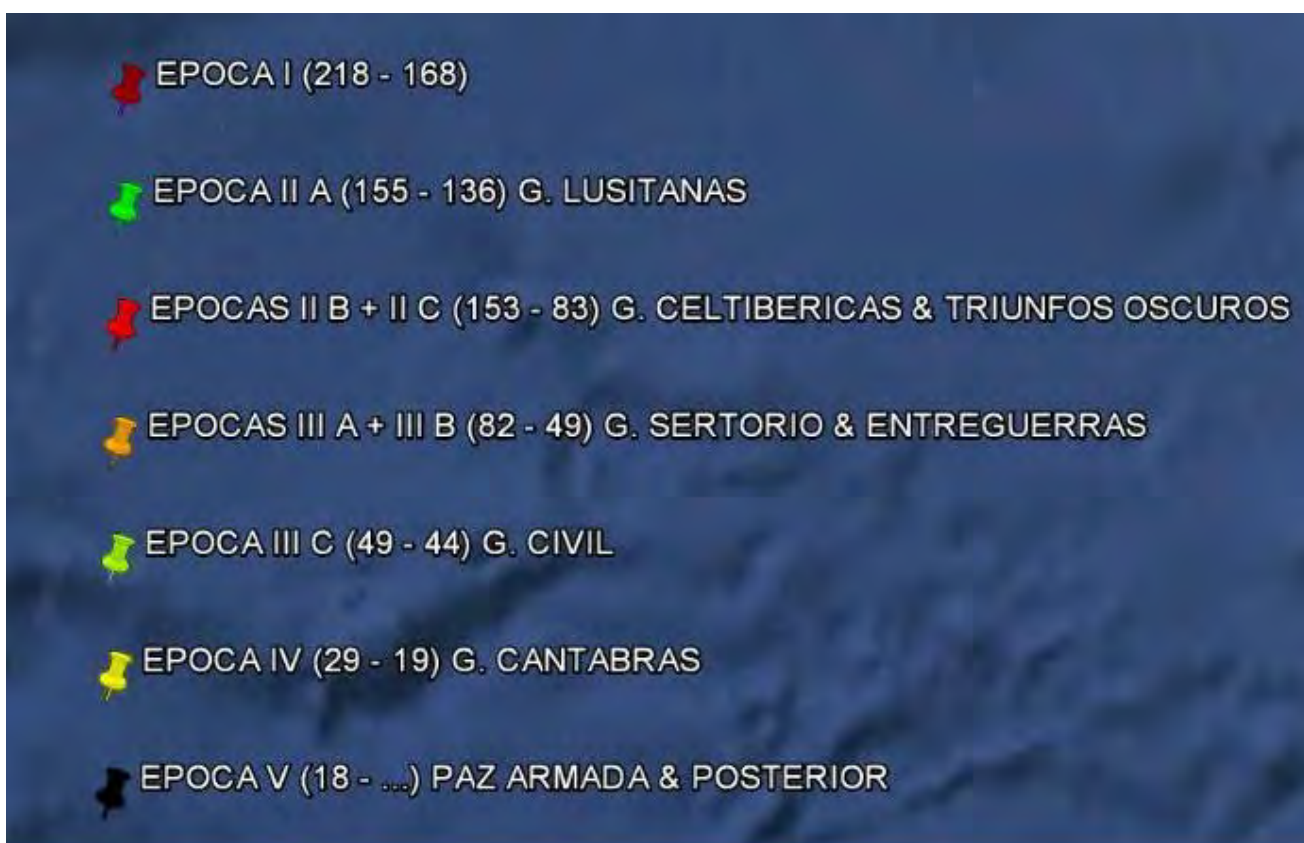 EPOCA I (218 - 168)
EPOCA II A (155 - 136) G. LUSITANAS
EPOCAS II B + II C (153 - 83) G. CELTIBERICAS & TRIUNFOS OSCUROS
EPOCAS III A + III B (82 - 49) G. SERTORIO & ENTREGUERRAS
EPOCA III C (49 - 44) G. CIVIL
EPOCA IV (29 - 19) G. CANTABRAS
EPOCA V (18 - ...) PAZ ARMADA & POSTERIOR